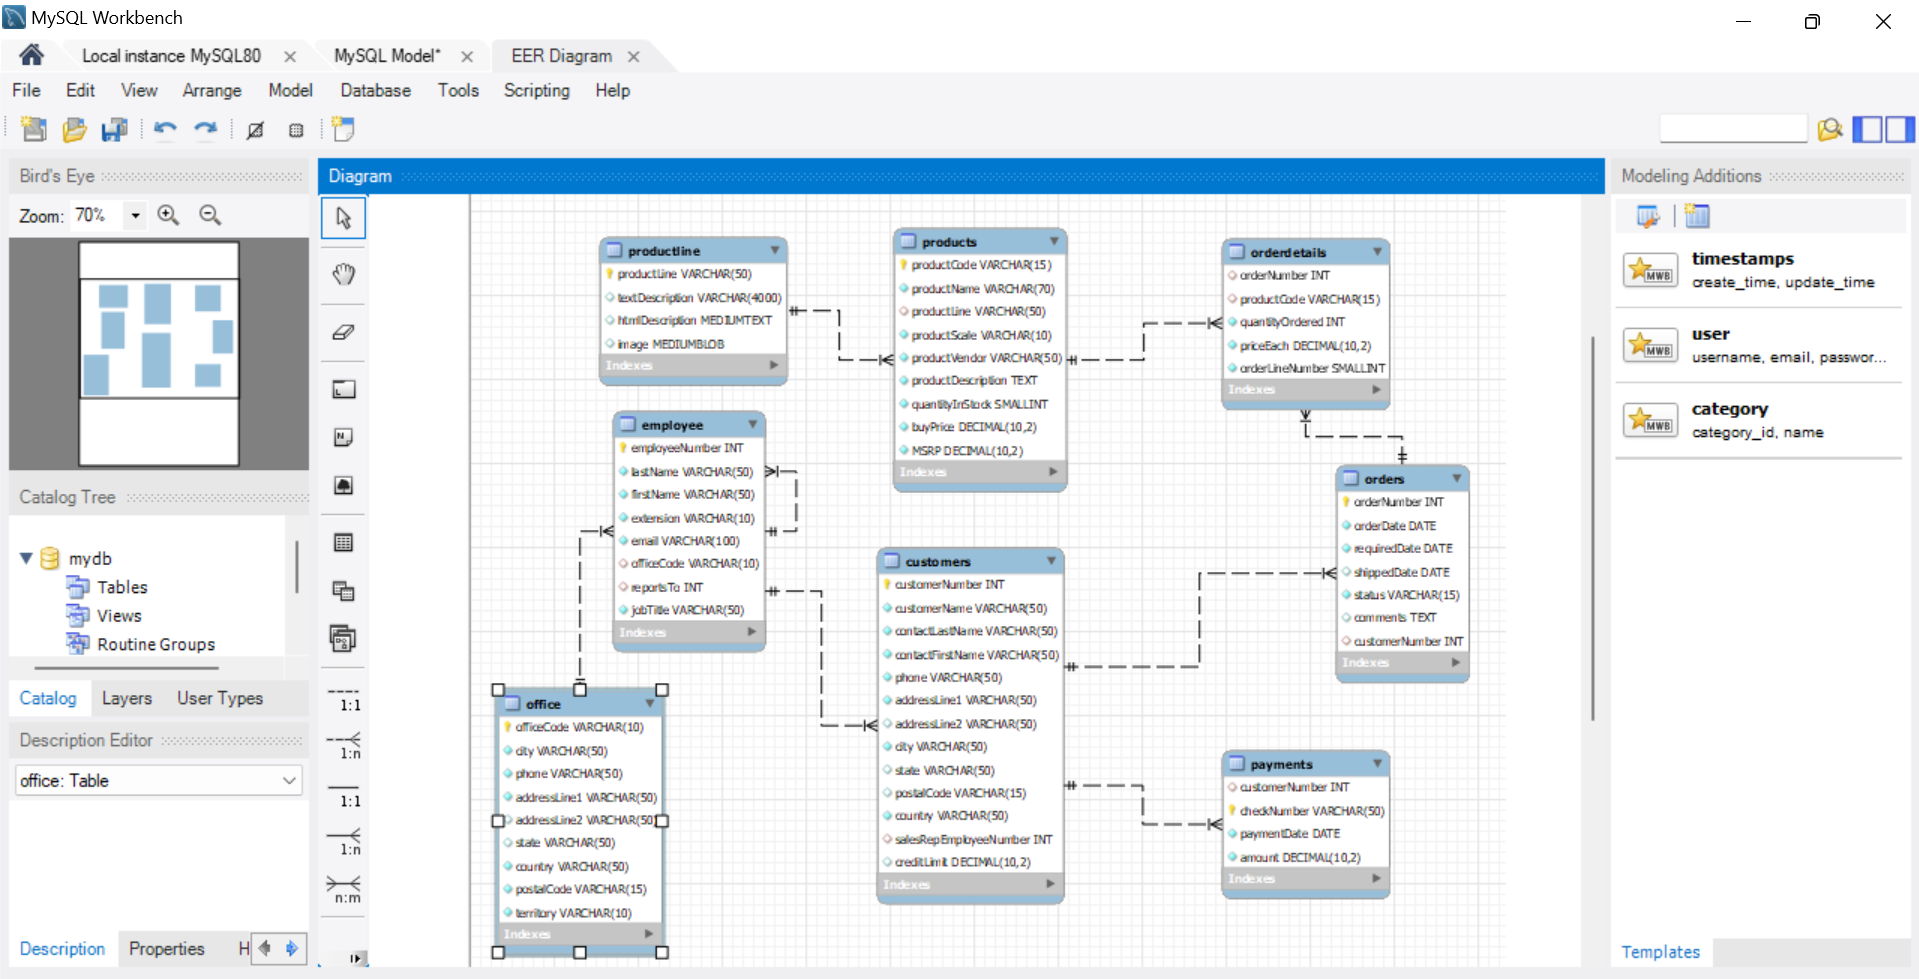 MySQL Workbench
Local instance MySQL80
MySQL Model*
EER Diagram
File Edit View Arrange Model Database Tools Scripting Help
Bird's Eye
Zoom: 70%
Catalog Tree
mydb
Tables
Views
Routine Groups
Catalog Layers User Types
Description Editor
office: Table
Description Properties H
Diagram
1:1
1:n
1:1
1:n
n:m
productline
productLine VARCHAR(50)
textDescription VARCHAR(4000)
htmlDescription MEDIUMTEXT
image MEDIUMBLOB
Indexes
products
productCode VARCHAR(15)
productName VARCHAR(70)
productLine VARCHAR(50)
productScale VARCHAR(10)
productVendor VARCHAR(50)
productDescription TEXT
quantityInStock SMALLINT
buyPrice DECIMAL(10,2)
MSRP DECIMAL(10,2)
Indexes
orderdetails
orderNumber INT
productCode VARCHAR(15)
quantityOrdered INT
priceEach DECIMAL(10,2)
orderLineNumber SMALLINT
Indexes
employee
employeeNumber INT
lastName VARCHAR(50)
firstName VARCHAR(50)
extension VARCHAR(10)
email VARCHAR(100)
officeCode VARCHAR(10)
reportsTo INT
jobTitle VARCHAR(50)
Indexes
orders
orderNumber INT
orderDate DATE
requiredDate DATE
shippedDate DATE
status VARCHAR(15)
comments TEXT
customerNumber INT
Indexes
customers
customerNumber INT
customerName VARCHAR(50)
contactLastName VARCHAR(50)
contactFirstName VARCHAR(50)
phone VARCHAR(50)
addressLine1 VARCHAR(50)
addressLine2 VARCHAR(50)
city VARCHAR(50)
state VARCHAR(50)
postalCode VARCHAR(15)
country VARCHAR(50)
salesRepEmployeeNumber INT
creditLimit DECIMAL(10,2)
Indexes
office
officeCode VARCHAR(10)
city VARCHAR(50)
phone VARCHAR(50)
addressLine1 VARCHAR(50)
addressLine2 VARCHAR(50)
state VARCHAR(50)
country VARCHAR(50)
postalCode VARCHAR(15)
territory VARCHAR(10)
Indexes
payments
customerNumber INT
checkNumber VARCHAR(50)
paymentDate DATE
amount DECIMAL(10,2)
Indexes
Modeling Additions
MWB
timestamps
create_time, update_time
MWB
user
username, email, passwor...
MWB
category
category_id, name
Templates